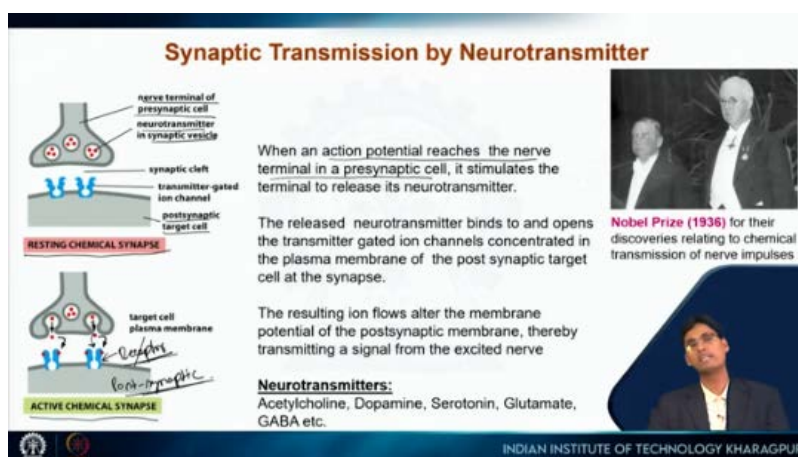 Synaptic Transmission by Neurotransmitter
nerve terminal of
presynaptic cell
neurotransmitter
in synaptic vesicle
synaptic cleft
transmitter-gated
ion channel
postsynaptic
target cell
RESTING CHEMICAL SYNAPSE
target cell
plasma membrane
Receptor
Post-synaptic
ACTIVE CHEMICAL SYNAPSE
When an action potential reaches the nerve
terminal in a presynaptic cell, it stimulates the
terminal to release its neurotransmitter.
The released neurotransmitter binds to and opens
the transmitter gated ion channels concentrated in
the plasma membrane of the post synaptic target
cell at the synapse.
The resulting ion flows alter the membrane
potential of the postsynaptic membrane, thereby
transmitting a signal from the excited nerve
Neurotransmitters:
Acetylcholine, Dopamine, Serotonin, Glutamate,
GABA etc.
Nobel Prize (1936) for their
discoveries relating to chemical
transmission of nerve impulses
INDIAN INSTITUTE OF TECHNOLOGY KHARAGPUR